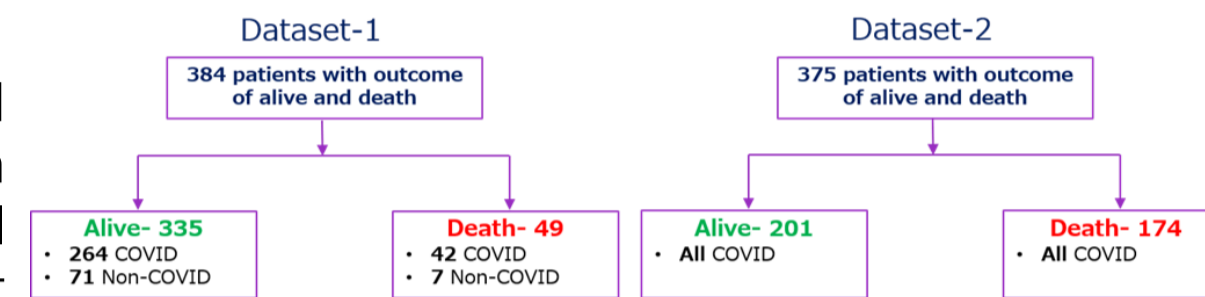 Dataset-1
384 patients with outcome
of alive and death
Alive- 335
• 264 COVID
• 71 Non-COVID
Death- 49
• 42 COVID
• 7 Non-COVID
Dataset-2
375 patients with outcome
of alive and death
Alive- 201
• All COVID
Death- 174
• All COVID